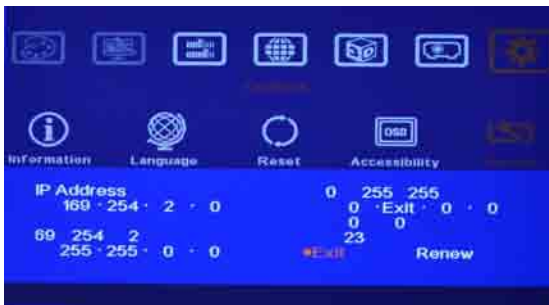 Information Language Reset Accessibility
OSD
IP Address 0 255 255
169 · 254 · 2 · 0 0 · Exit · 0 · 0
0 0
69 254 2 23
255 · 255 · 0 · 0 Exit Renew